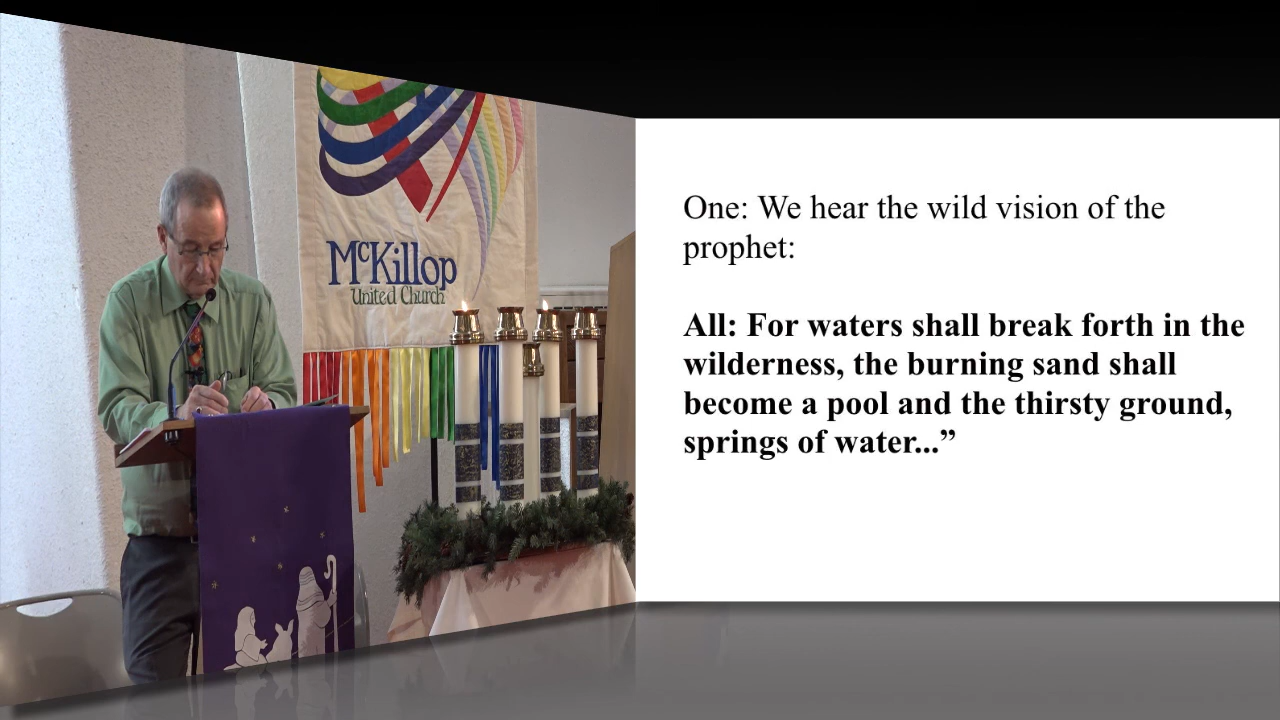 McKillop
United Church
One: We hear the wild vision of the
prophet:
All: For waters shall break forth in the
wilderness, the burning sand shall
become a pool and the thirsty ground,
springs of water...”